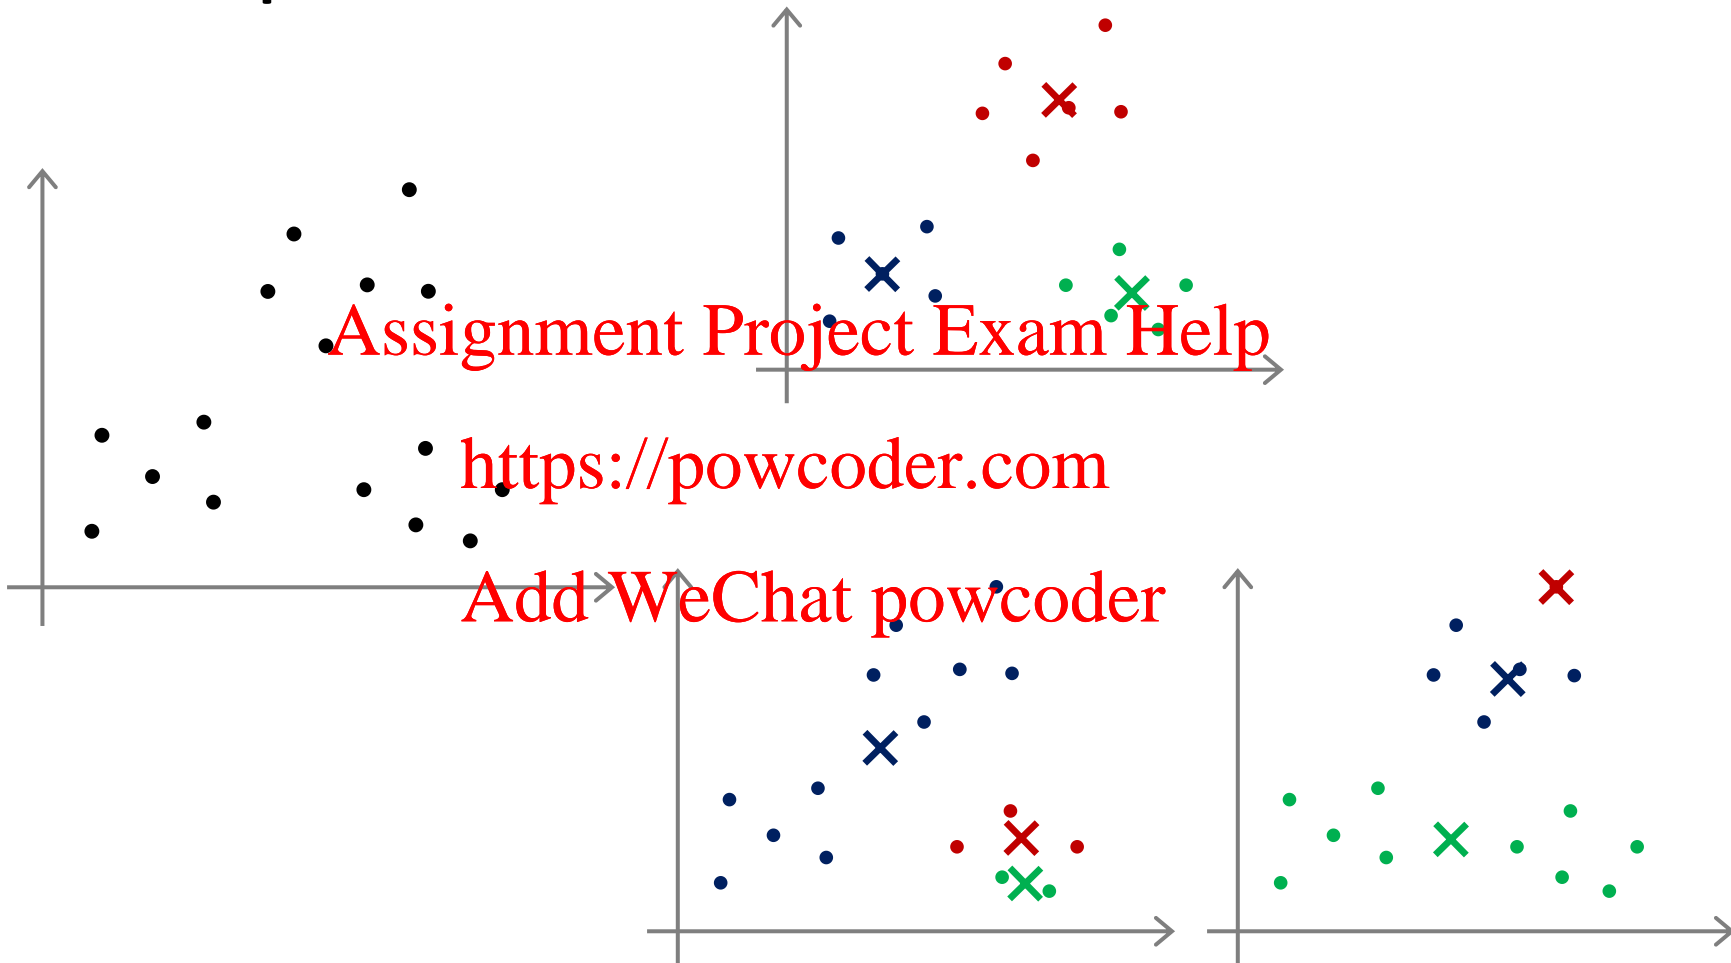 Assignment Project Exam Help
https://powcoder.com
Add WeChat powcoder